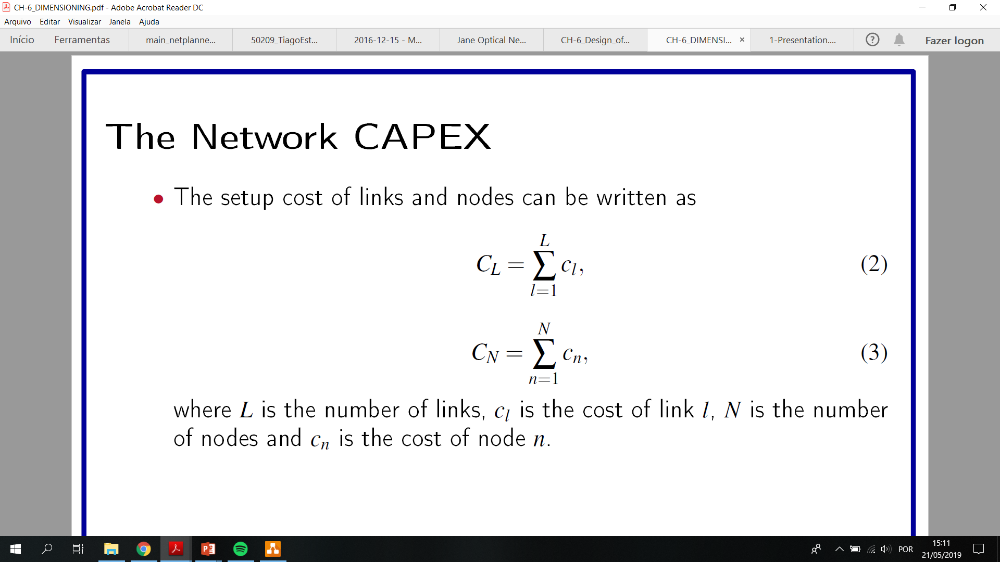 CH-6_DIMENSIONING.pdf - Adobe Acrobat Reader DC
Arquivo Editar Visualizar Janela Ajuda
Início Ferramentas main_netplanne... 50209_TiagoEst... 2016-12-15 - M... Jane Optical Ne... CH-6_Design_of... CH-6_DIMENSI... × 1-Presentation.... ? Fazer logon
The Network CAPEX
• The setup cost of links and nodes can be written as
C_L = \sum_{l=1}^{L} c_l, (2)
C_N = \sum_{n=1}^{N} c_n, (3)
where L is the number of links, c_l is the cost of link l, N is the number
of nodes and c_n is the cost of node n.
POR
15:11
21/05/2019